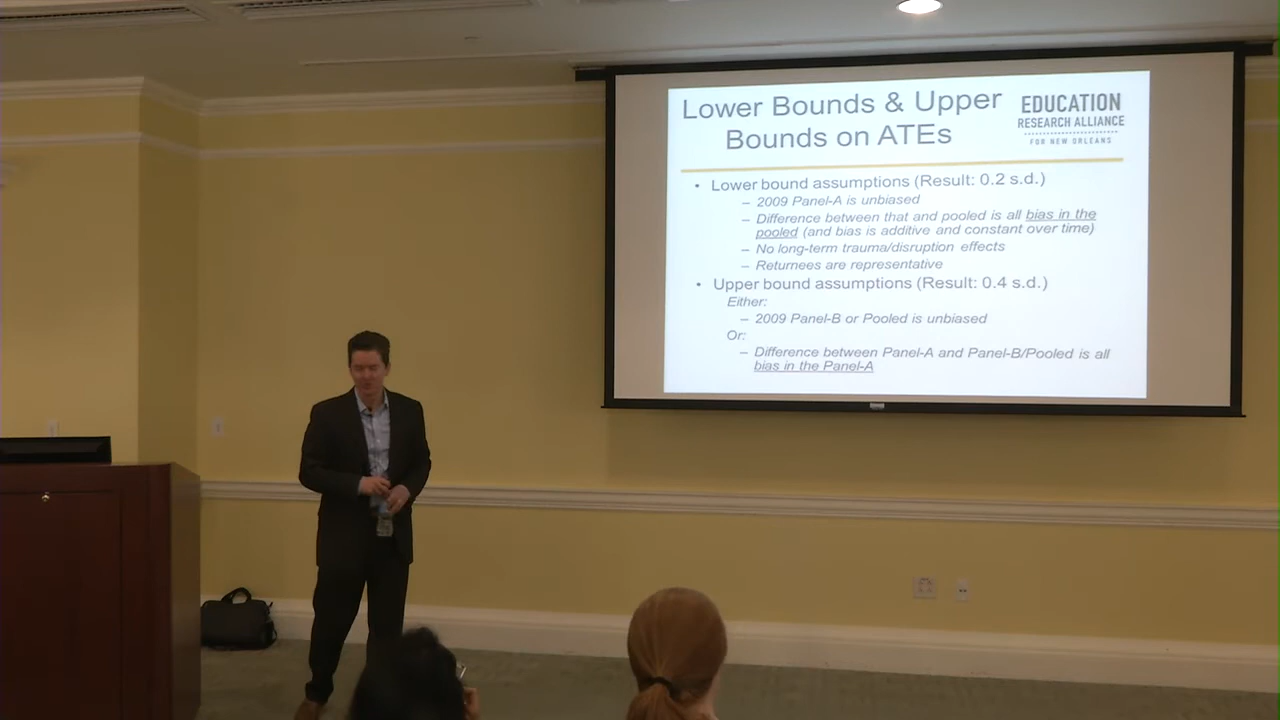 Lower Bounds & Upper
Bounds on ATEs
EDUCATION
RESEARCH ALLIANCE
FOR NEW ORLEANS
• Lower bound assumptions (Result: 0.2 s.d.)
– 2009 Panel-A is unbiased
– Difference between that and pooled is all bias in the
pooled (and bias is additive and constant over time)
– No long-term trauma/disruption effects
– Returnees are representative
• Upper bound assumptions (Result: 0.4 s.d.)
Either:
– 2009 Panel-B or Pooled is unbiased
Or:
– Difference between Panel-A and Panel-B/Pooled is all
bias in the Panel-A